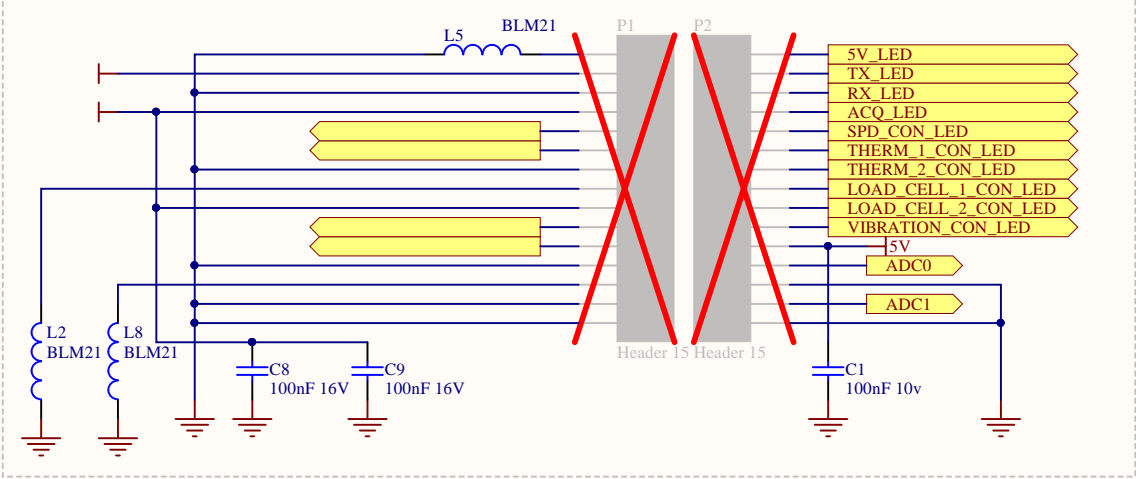 BLM21
L5
P1
P2
5V_LED
TX_LED
RX_LED
ACQ_LED
SPD_CON_LED
THERM_1_CON_LED
THERM_2_CON_LED
LOAD_CELL_1_CON_LED
LOAD_CELL_2_CON_LED
VIBRATION_CON_LED
5V
ADC0
ADC1
L2
BLM21
L8
BLM21
Header 15
Header 15
C8
100nF 16V
C9
100nF 16V
C1
100nF 10v